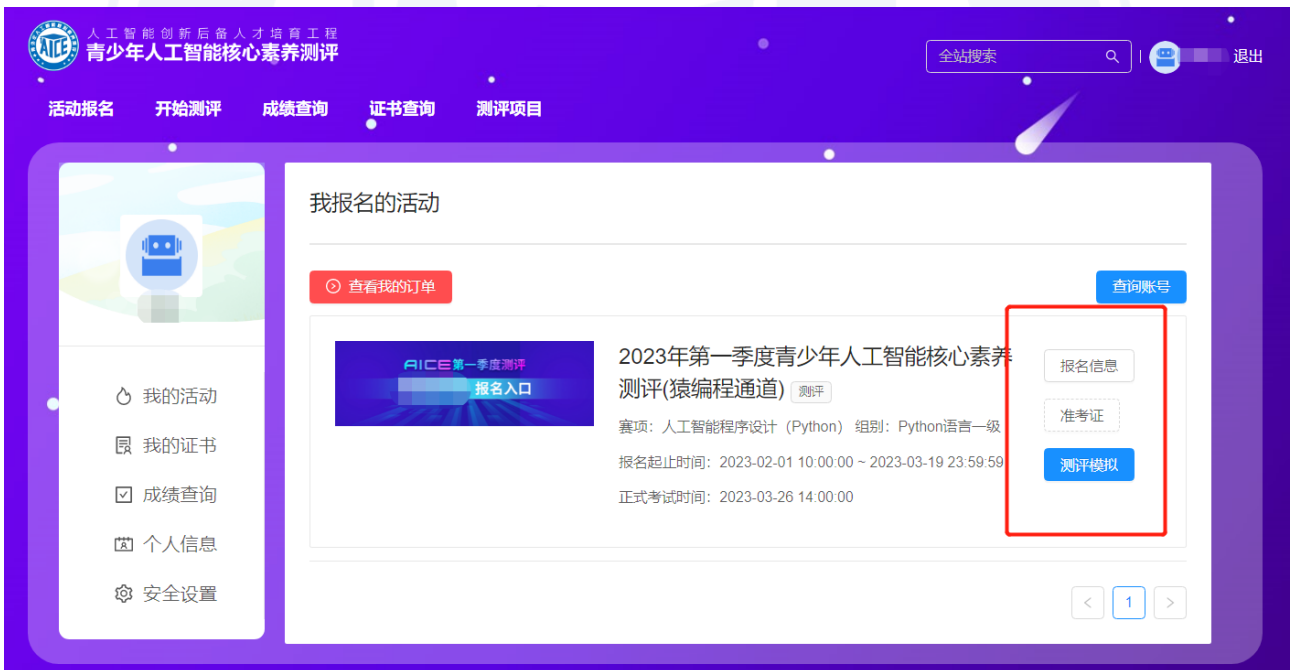 人工智能创新后备人才培育工程
AICE
青少年人工智能核心素养测评
全站搜索
退出
活动报名 开始测评 成绩查询 证书查询 测评项目
我报名的活动
查看我的订单
查询账号
AICE第一季度测评
报名入口
2023年第一季度青少年人工智能核心素养
测评(猿编程通道) 测评
赛项：人工智能程序设计（Python） 组别：Python语言一级
报名起止时间：2023-02-01 10:00:00 ~ 2023-03-19 23:59:59
正式考试时间：2023-03-26 14:00:00
报名信息
准考证
测评模拟
我的活动
我的证书
成绩查询
个人信息
安全设置
< 1 >